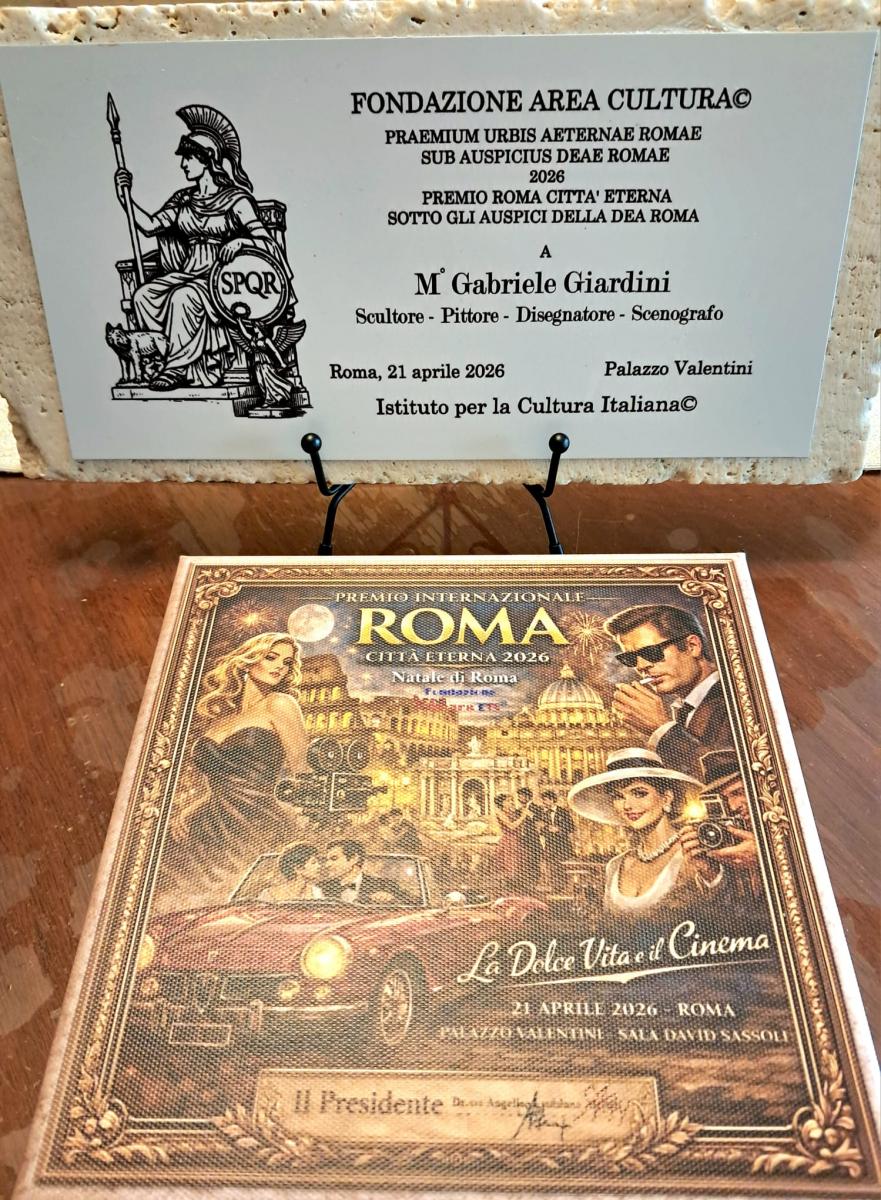 FONDAZIONE AREA CULTURA©
PRAEMIUM URBIS AETERNAE ROMAE
SUB AUSPICIUS DEAE ROMAE
2026
PREMIO ROMA CITTA' ETERNA
SOTTO GLI AUSPICI DELLA DEA ROMA
A
M° Gabriele Giardini
Scultore - Pittore - Disegnatore - Scenografo
Roma, 21 aprile 2026 Palazzo Valentini
Istituto per la Cultura Italiana©
SPQR
PREMIO INTERNAZIONALE
ROMA
CITTÀ ETERNA 2026
Natale di Roma
Fondazione
La Dolce Vita e il Cinema
21 APRILE 2026 - ROMA
PALAZZO VALENTINI SALA DAVID SASSOLI
Il Presidente